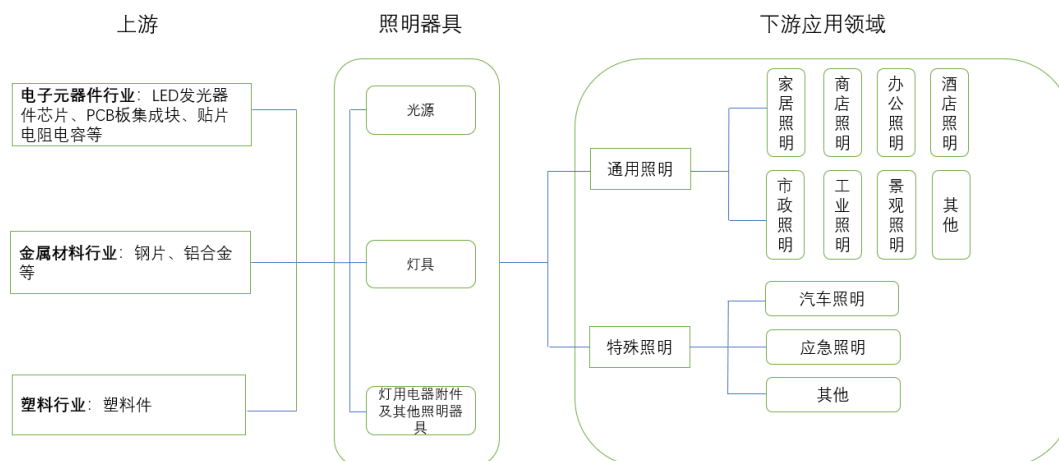 上游
照明器具
下游应用领域
电子元器件行业：LED发光器
件芯片、PCB板集成块、贴片
电阻电容等
金属材料行业：钢片、铝合金
等
塑料行业：塑料件
光源
灯具
灯用电器附件
及其他照明器
具
通用照明
家居照明
商店照明
办公照明
酒店照明
市政照明
工业照明
景观照明
其他
特殊照明
汽车照明
应急照明
其他